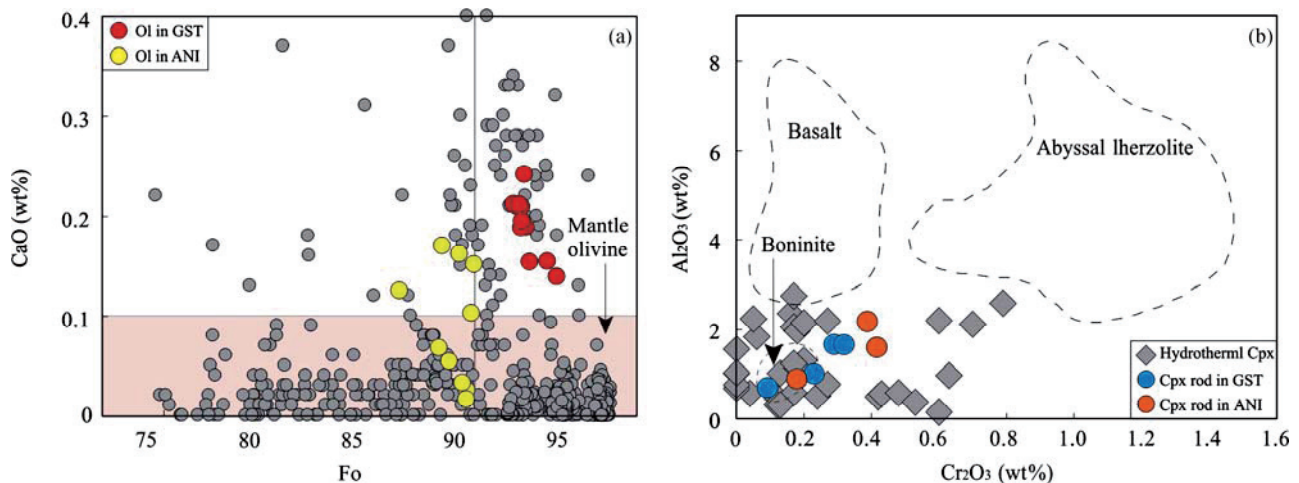 (a)
Ol in GST
Ol in ANI
0.4
0.3
0.2
0.1
0
CaO (wt%)
Mantle
olivine
75
80
85
90
95
Fo
(b)
8
6
4
2
0
Al₂O₃ (wt%)
Basalt
Abyssal lherzolite
Boninite
Hydrotherml Cpx
Cpx rod in GST
Cpx rod in ANI
0
0.2
0.4
0.6
0.8
1.0
1.2
1.4
1.6
Cr₂O₃ (wt%)